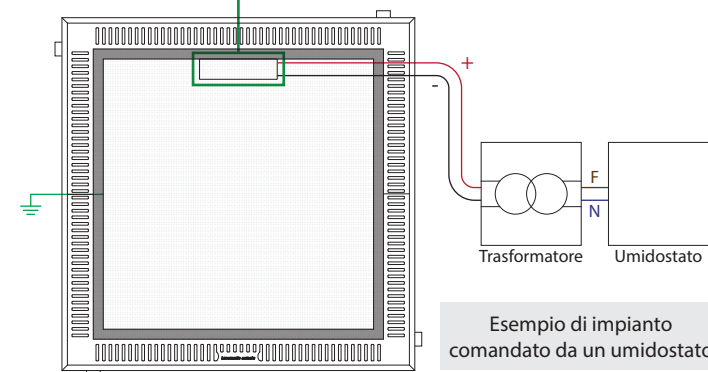 +
-
F
N
Trasformatore
Umidostato
Esempio di impianto
comandato da un umidostato